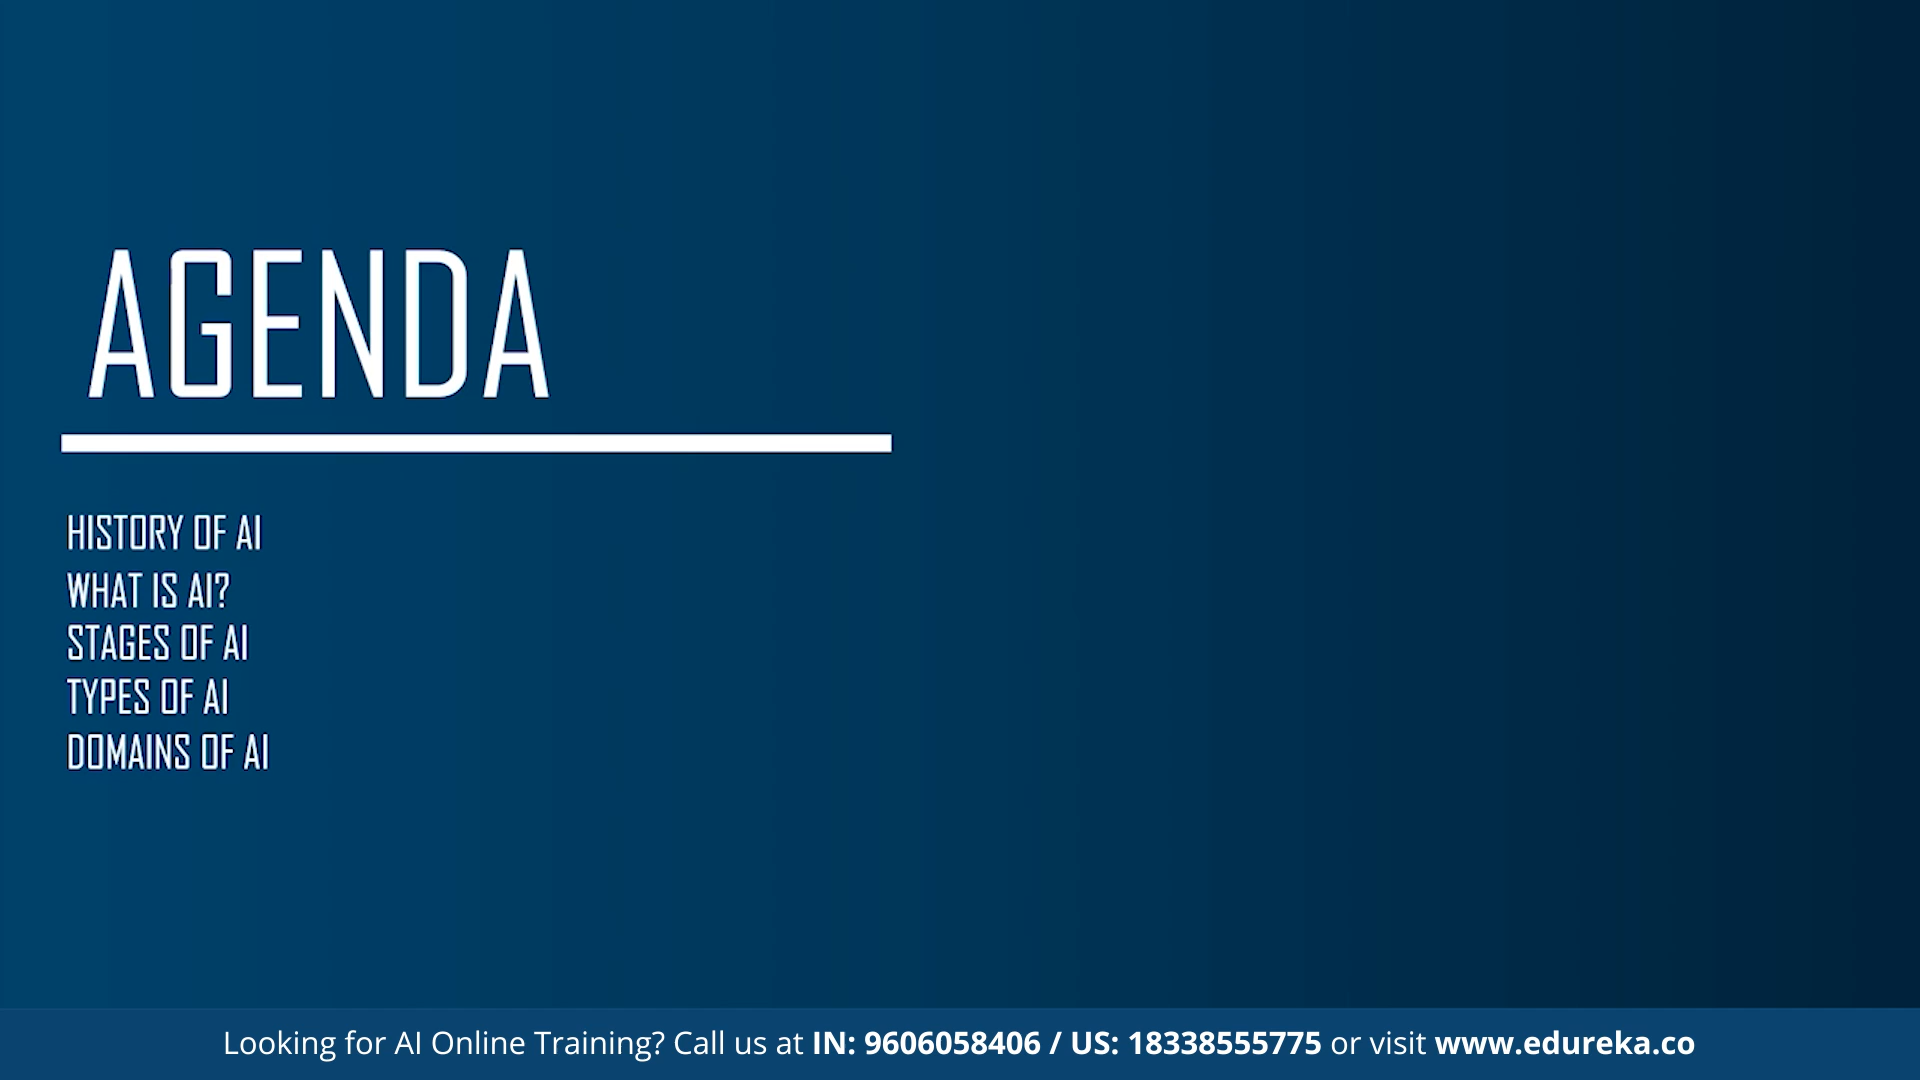 AGENDA
HISTORY OF AI
WHAT IS AI?
STAGES OF AI
TYPES OF AI
DOMAINS OF AI
Looking for AI Online Training? Call us at IN: 9606058406 / US: 18338555775 or visit www.edureka.co